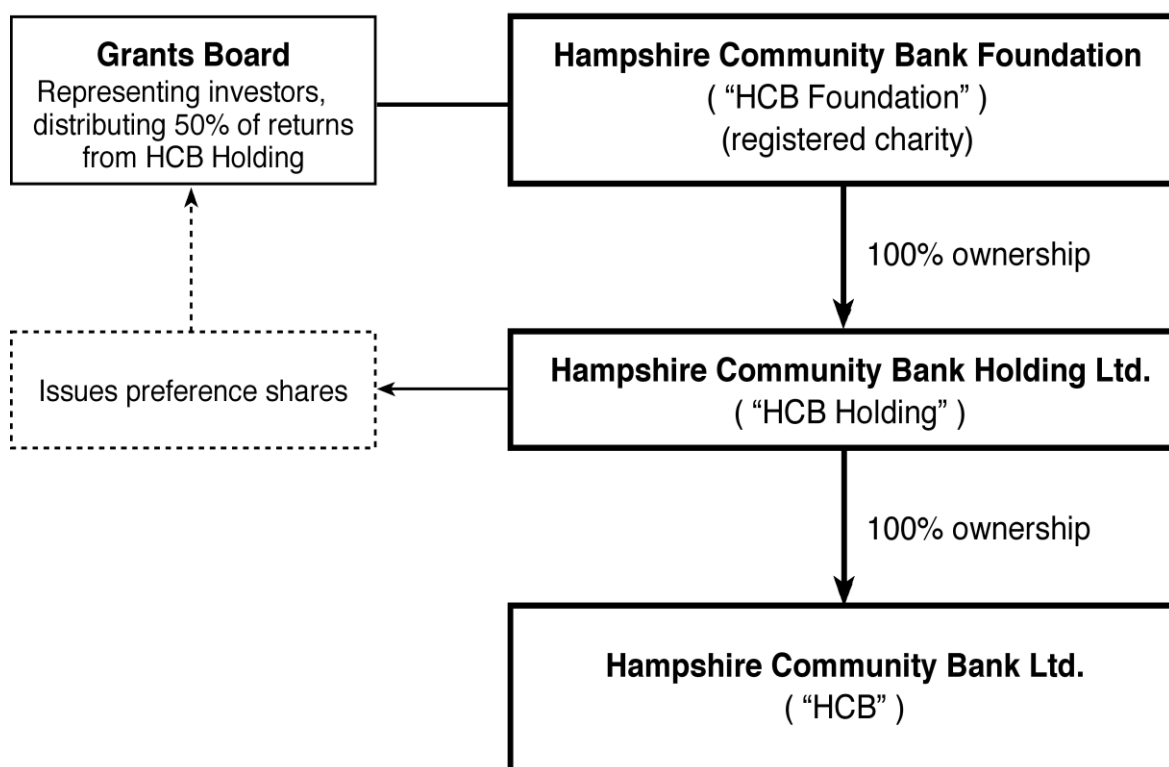 Grants Board
Representing investors,
distributing 50% of returns
from HCB Holding
Hampshire Community Bank Foundation
( “HCB Foundation” )
(registered charity)
100% ownership
Issues preference shares
Hampshire Community Bank Holding Ltd.
( “HCB Holding” )
100% ownership
Hampshire Community Bank Ltd.
( “HCB” )